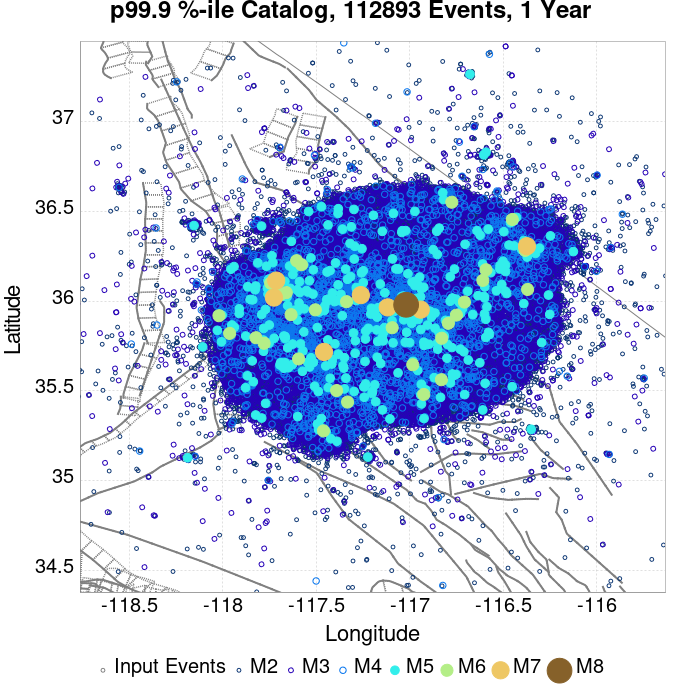 p99.9 %-ile Catalog, 112893 Events, 1 Year
37
36.5
36
35.5
35
34.5
Latitude
-118.5 -118 -117.5 -117 -116.5 -116
Longitude
Input Events M2 M3 M4 M5 M6 M7 M8